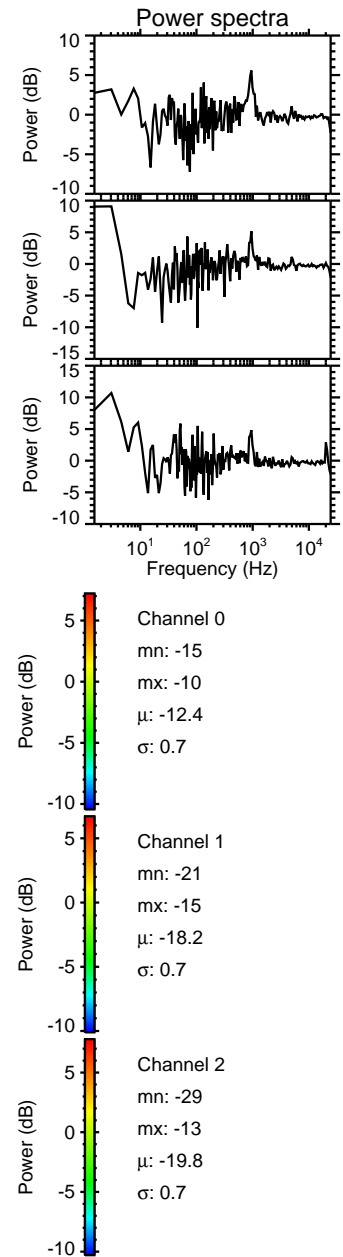 Power spectra
10
5
0
-5
-10
Power (dB)
10
5
0
-5
-10
-15
Power (dB)
15
10
5
0
-5
-10
Power (dB)
10¹ 10² 10³ 10⁴
Frequency (Hz)
5
0
-5
-10
Power (dB)
Channel 0
mn: -15
mx: -10
μ: -12.4
σ: 0.7
5
0
-5
-10
Power (dB)
Channel 1
mn: -21
mx: -15
μ: -18.2
σ: 0.7
5
0
-5
-10
Power (dB)
Channel 2
mn: -29
mx: -13
μ: -19.8
σ: 0.7